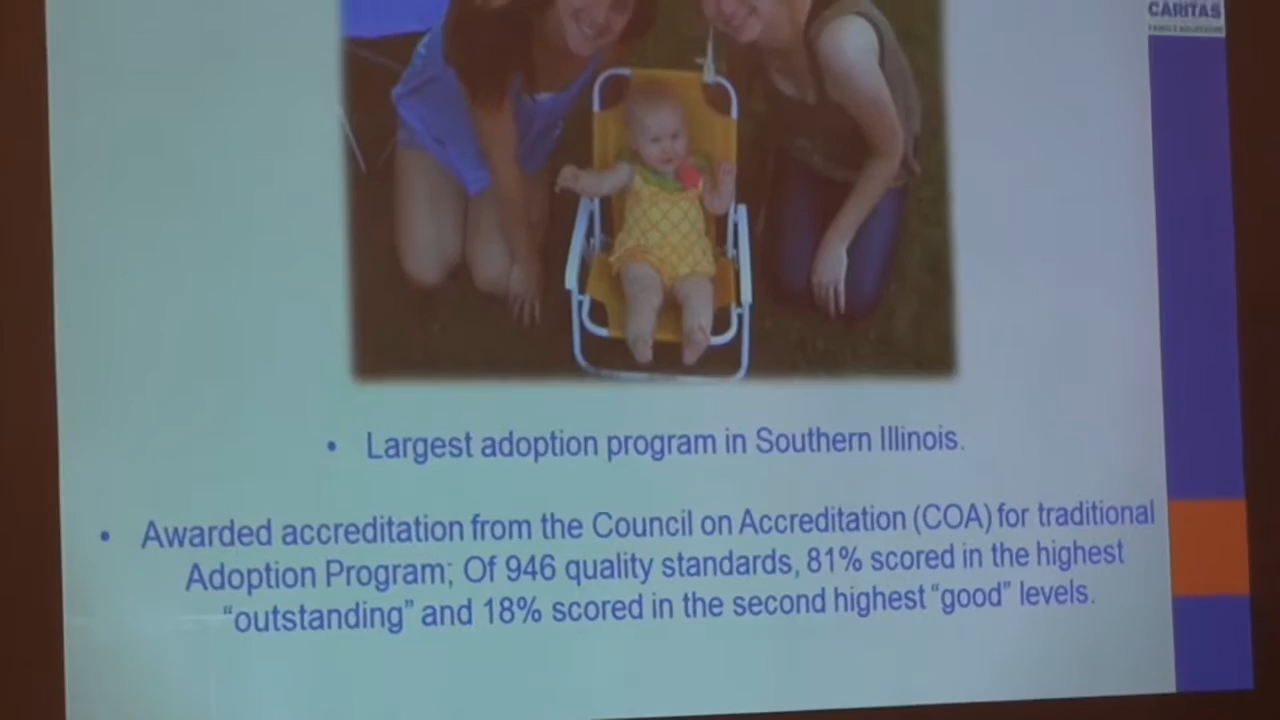 CARITAS
FAMILY SOLUTIONS
• Largest adoption program in Southern Illinois.
• Awarded accreditation from the Council on Accreditation (COA) for traditional
Adoption Program; Of 946 quality standards, 81% scored in the highest
“outstanding” and 18% scored in the second highest “good” levels.